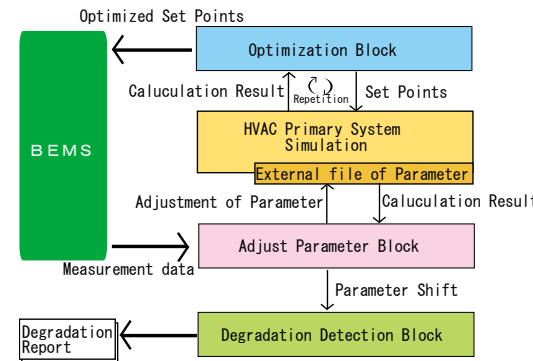 Optimized Set Points
Optimization Block
Caluculation Result
Repetition
Set Points
HVAC Primary System
Simulation
BEMS
External file of Parameter
Adjustment of Parameter
Caluculation Result
Adjust Parameter Block
Measurement data
Parameter Shift
Degradation
Report
Degradation Detection Block